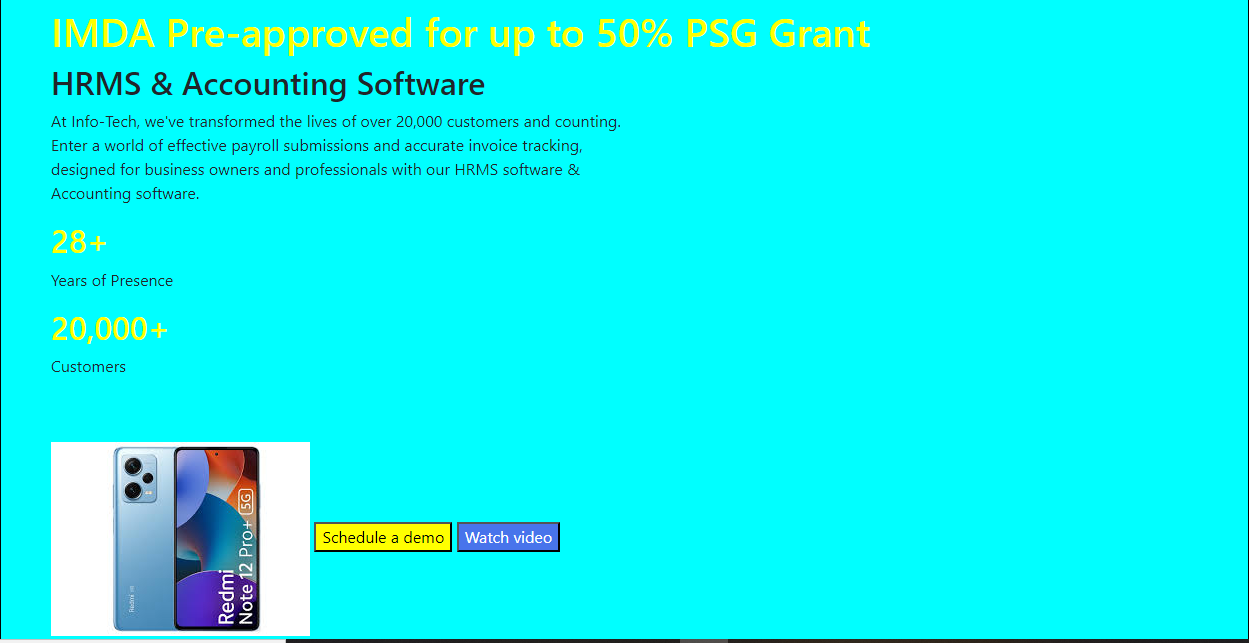 IMDA Pre-approved for up to 50% PSG Grant
HRMS & Accounting Software
At Info-Tech, we've transformed the lives of over 20,000 customers and counting.
Enter a world of effective payroll submissions and accurate invoice tracking,
designed for business owners and professionals with our HRMS software &
Accounting software.
28+
Years of Presence
20,000+
Customers
Redmi
Note 12 Pro+ 5G
Redmi
Schedule a demo
Watch video